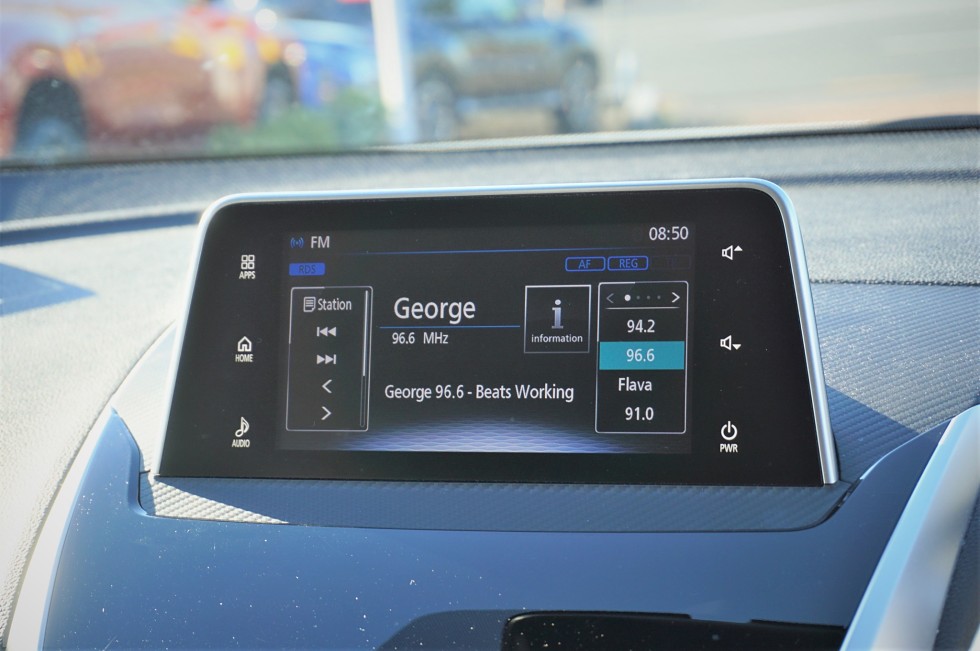 FM
08:50
RDS
AF
REG
APPS
HOME
AUDIO
Station
George
96.6 MHz
i
information
George 96.6 - Beats Working
94.2
96.6
Flava
91.0
PWR